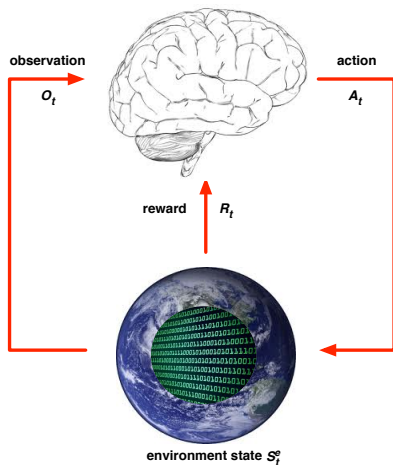 observation
O_t
action
A_t
reward R_t
environment state S_t^e